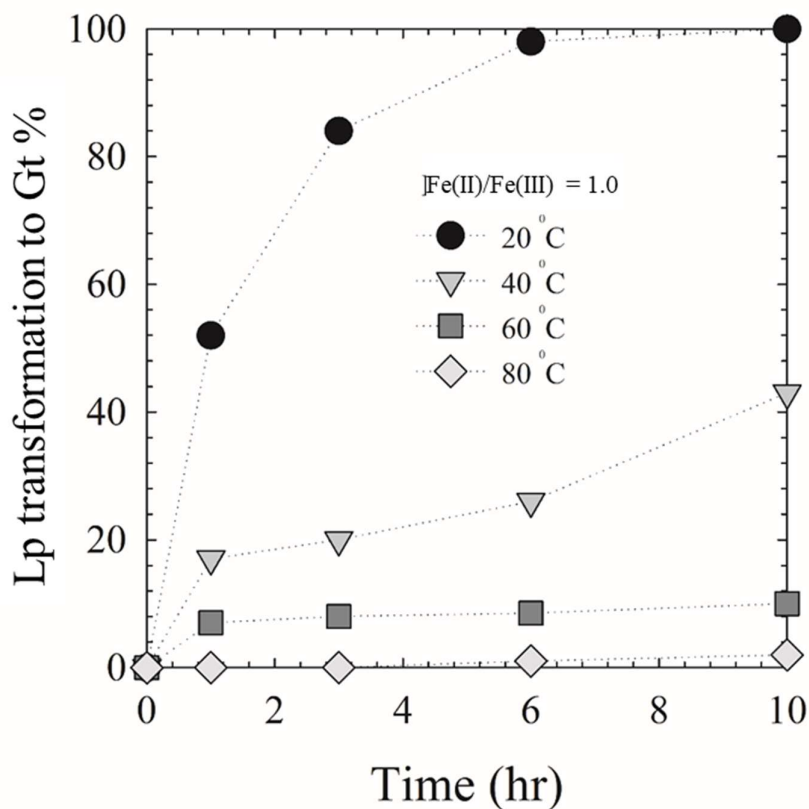 Lp transformation to Gt %
100
80
60
40
20
0
]Fe(II)/Fe(III) = 1.0
20 °C
40 °C
60 °C
80 °C
0 2 4 6 8 10
Time (hr)